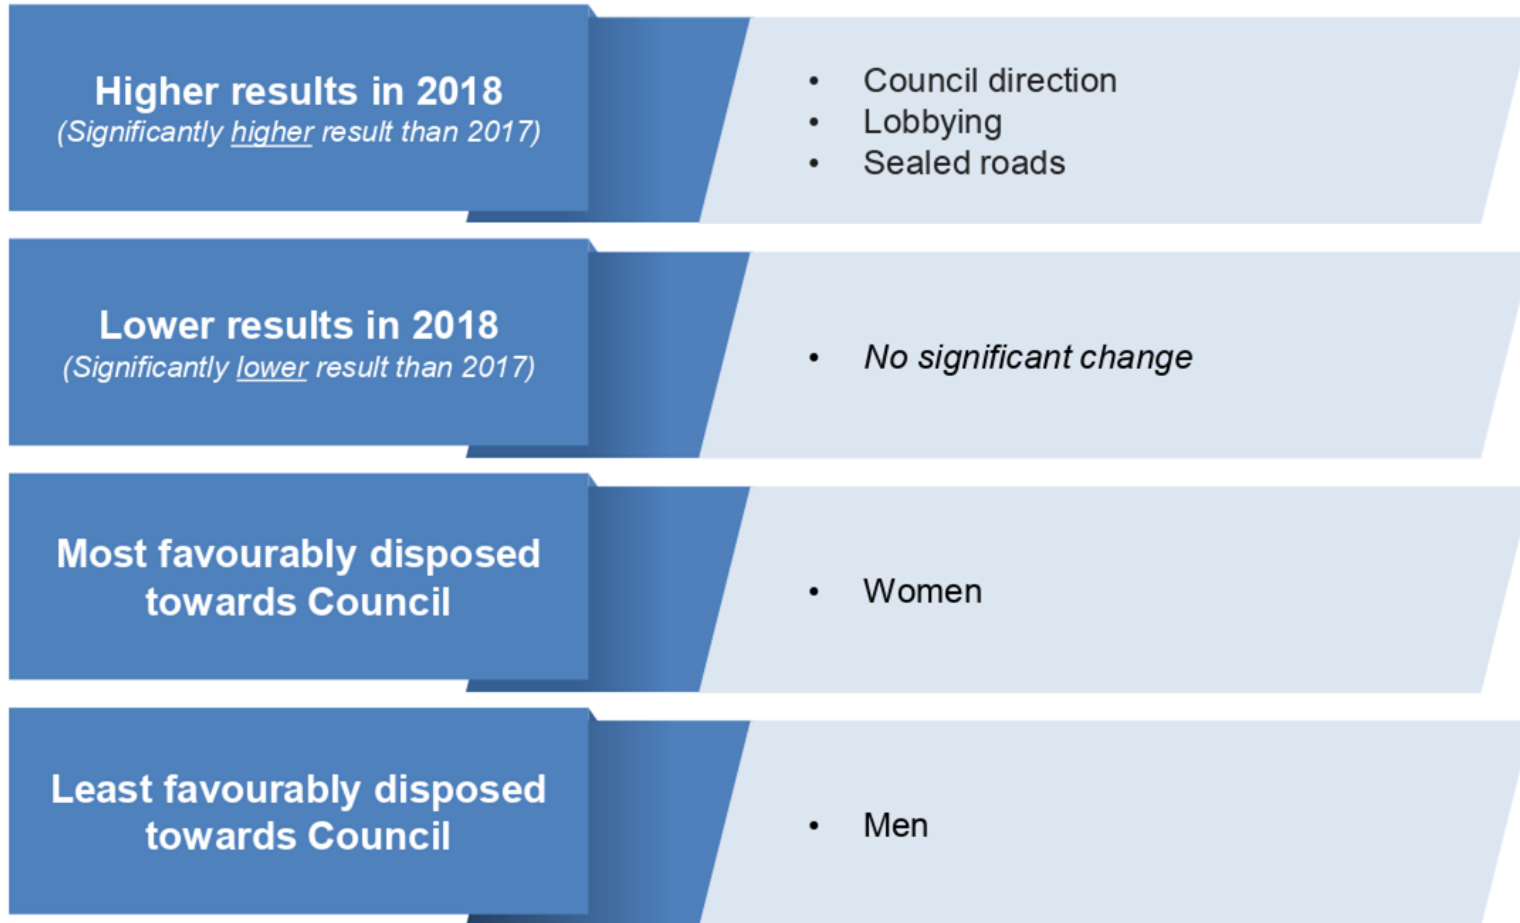 Higher results in 2018
(Significantly higher result than 2017)
• Council direction
• Lobbying
• Sealed roads
Lower results in 2018
(Significantly lower result than 2017)
• No significant change
Most favourably disposed
towards Council
• Women
Least favourably disposed
towards Council
• Men